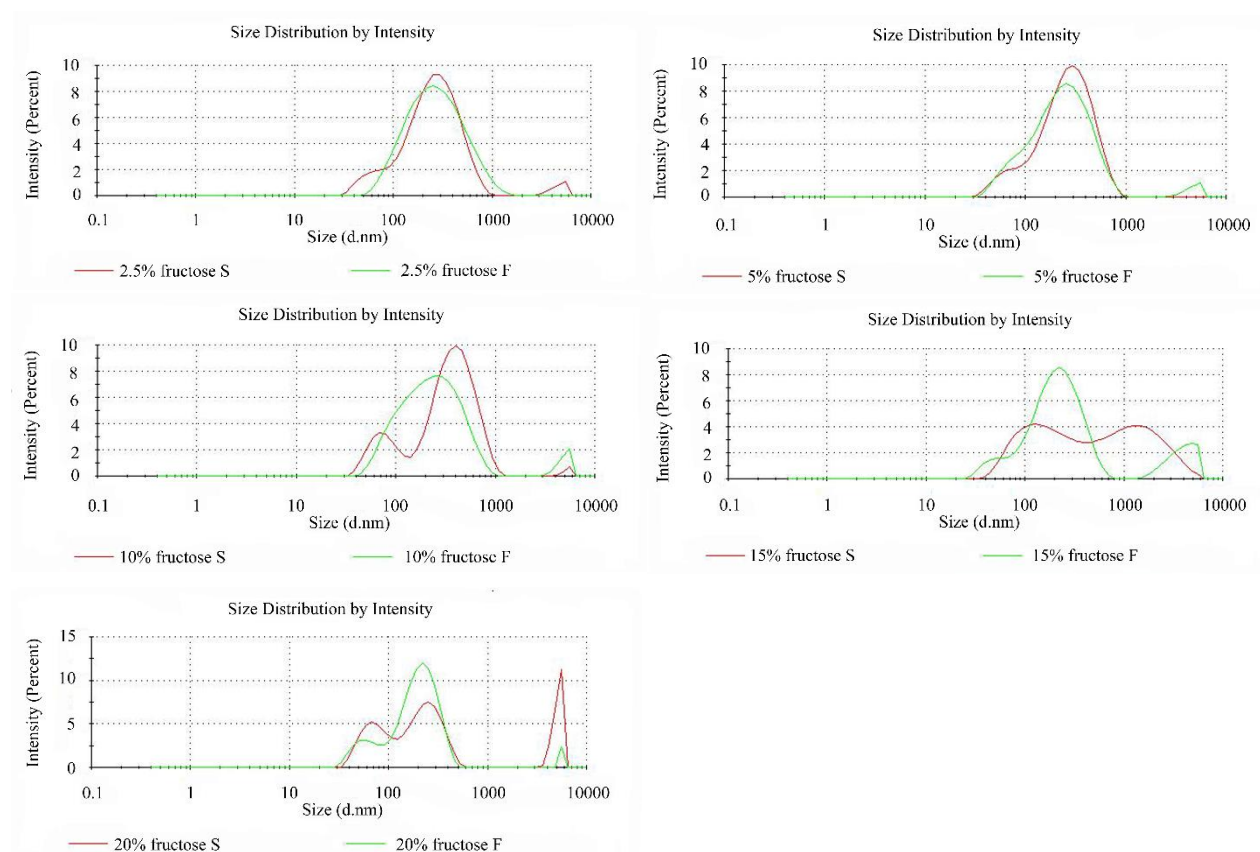 Size Distribution by Intensity
Intensity (Percent)
10
8
6
4
2
0
0.1 1 10 100 1000 10000
Size (d.nm)
2.5% fructose S 2.5% fructose F
Size Distribution by Intensity
Intensity (Percent)
10
8
6
4
2
0
0.1 1 10 100 1000 10000
Size (d.nm)
5% fructose S 5% fructose F
Size Distribution by Intensity
Intensity (Percent)
10
8
6
4
2
0
0.1 1 10 100 1000 10000
Size (d.nm)
10% fructose S 10% fructose F
Size Distribution by Intensity
Intensity (Percent)
10
8
6
4
2
0
0.1 1 10 100 1000 10000
Size (d.nm)
15% fructose S 15% fructose F
Size Distribution by Intensity
Intensity (Percent)
15
10
5
0
0.1 1 10 100 1000 10000
Size (d.nm)
20% fructose S 20% fructose F